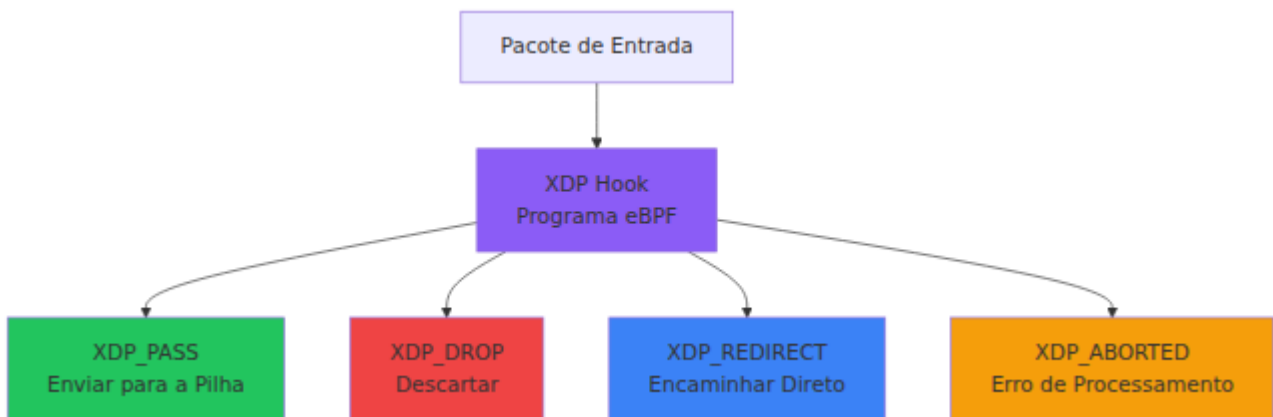 Pacote de Entrada
XDP Hook
Programa eBPF
XDP_PASS
Enviar para a Pilha
XDP_DROP
Descartar
XDP_REDIRECT
Encaminhar Direto
XDP_ABORTED
Erro de Processamento